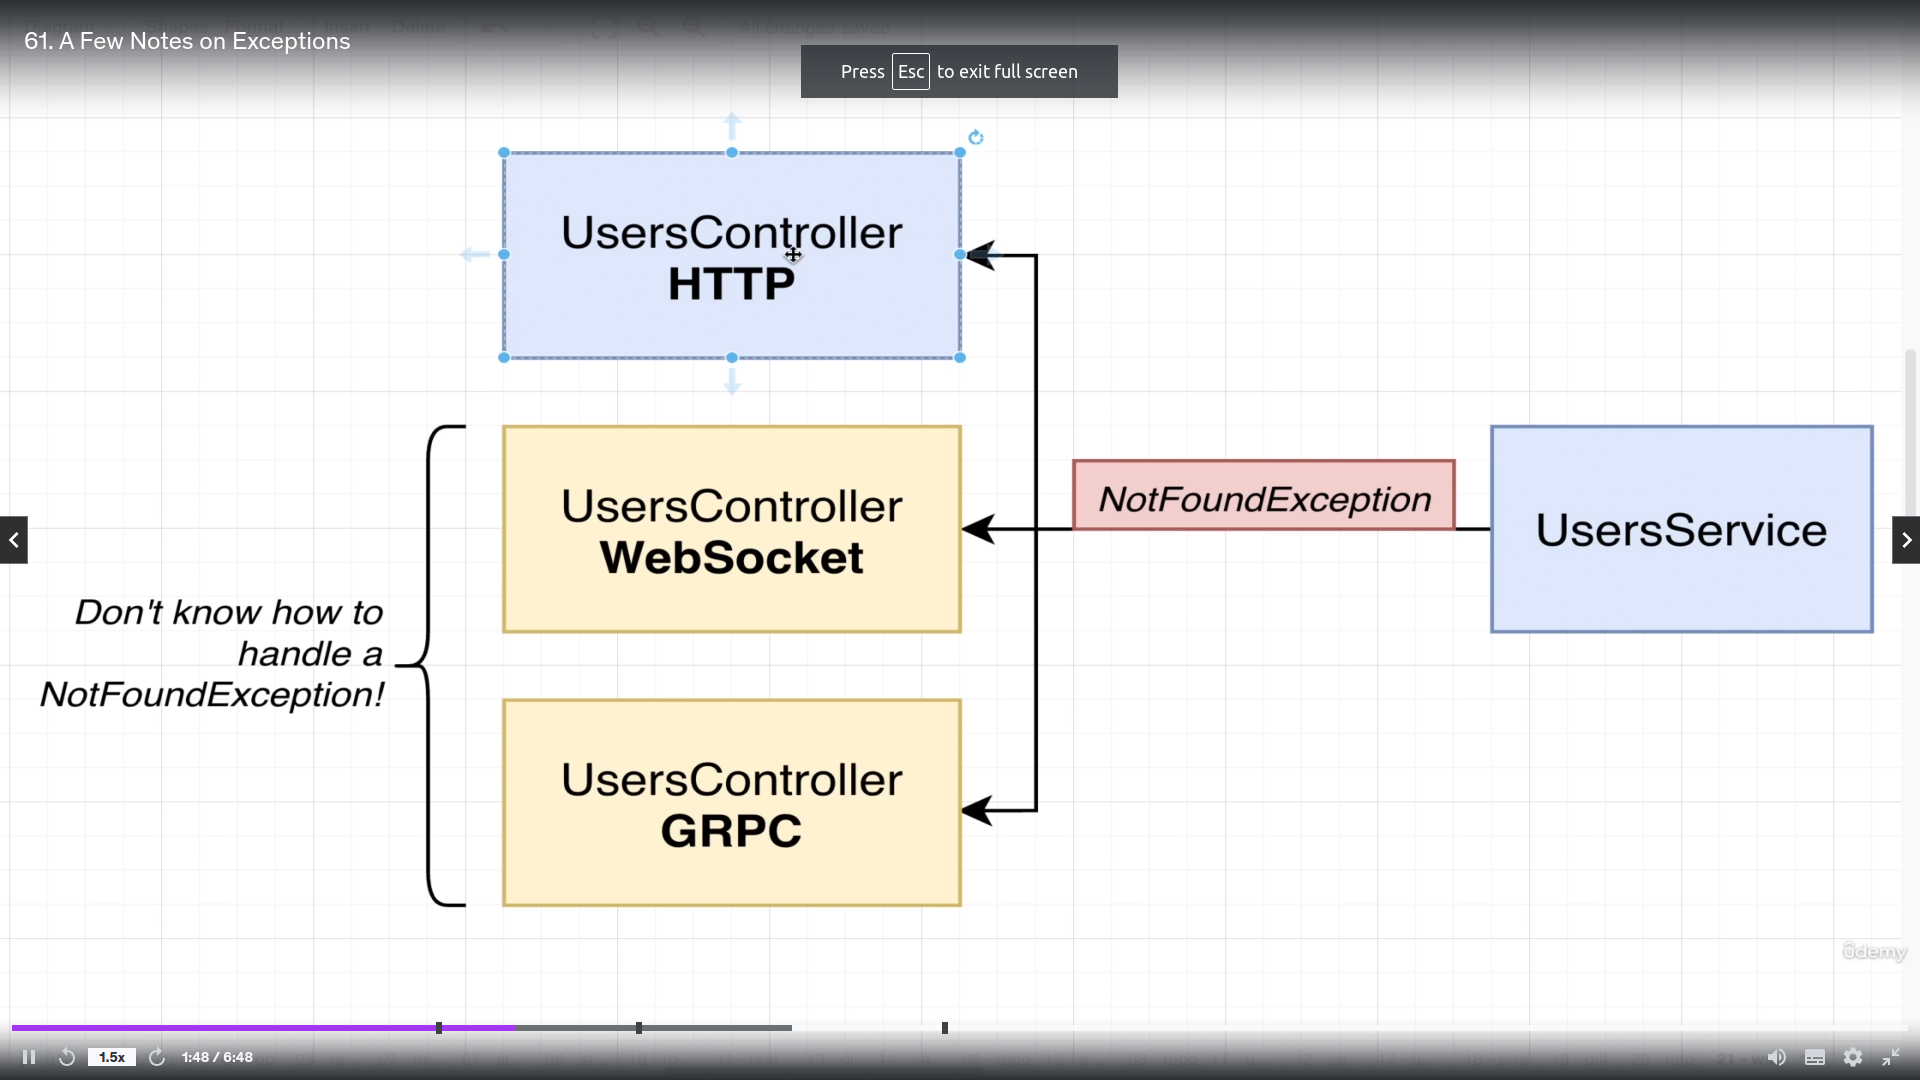 61. A Few Notes on Exceptions
Press Esc to exit full screen
UsersController
HTTP
NotFoundException
UsersController
WebSocket
UsersService
Don't know how to
handle a
NotFoundException!
UsersController
GRPC
ûdemy
1.5x
1:48 / 6:48